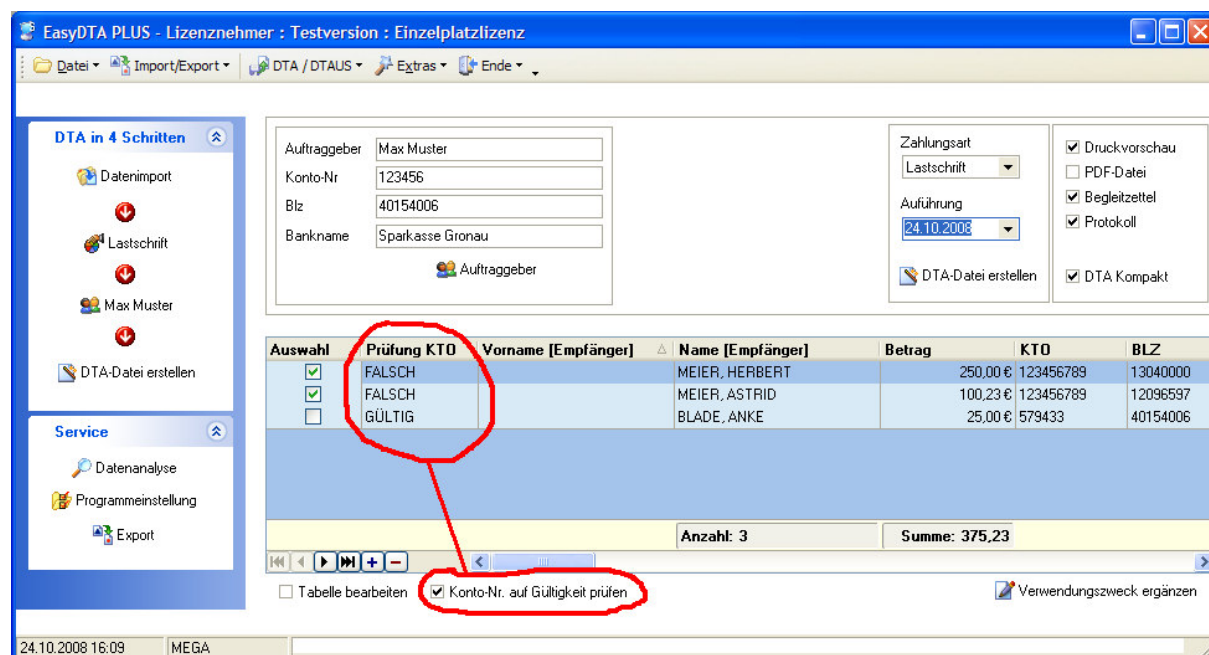 EasyDTA PLUS - Lizenznehmer : Testversion : Einzelplatzlizenz
Datei Import/Export DTA / DTAUS Extras Ende
DTA in 4 Schritten
Datenimport
Lastschrift
Max Muster
DTA-Datei erstellen
Service
Datenanalyse
Programmeinstellung
Export
Auftraggeber Max Muster
Konto-Nr 123456
Blz 40154006
Bankname Sparkasse Gronau
Auftraggeber
Zahlungsart
Lastschrift
Auführung
24.10.2008
DTA-Datei erstellen
Druckvorschau
PDF-Datei
Begleitzettel
Protokoll
DTA Kompakt
Auswahl Prüfung KTO Vorname [Empfänger] Name [Empfänger] Betrag KTO BLZ
FALSCH MEIER, HERBERT 250,00 € 123456789 13040000
FALSCH MEIER, ASTRID 100,23 € 123456789 12096597
GÜLTIG BLADE, ANKE 25,00 € 579433 40154006
Anzahl: 3 Summe: 375,23
Tabelle bearbeiten Konto-Nr. auf Gültigkeit prüfen Verwendungszweck ergänzen
24.10.2008 16:09 MEGA